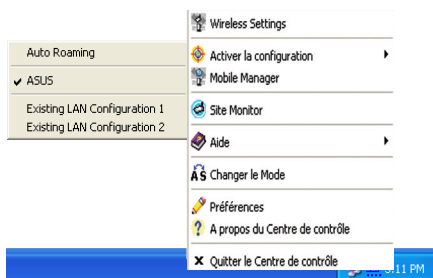 Wireless Settings
Auto Roaming
ASUS
Existing LAN Configuration 1
Existing LAN Configuration 2
Activer la configuration
Mobile Manager
Site Monitor
Aide
AS Changer le Mode
Préférences
? A propos du Centre de contrôle
Quitter le Centre de contrôle
:11 PM